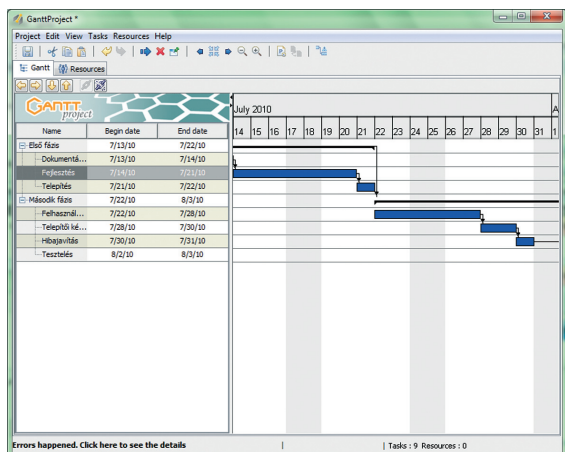 GanttProject *
Project Edit View Tasks Resources Help
Gantt Resources
GANTT project
July 2010 A
Name Begin date End date 14 15 16 17 18 19 20 21 22 23 24 25 26 27 28 29 30 31 1
Első fázis 7/13/10 7/22/10
Dokumentá... 7/13/10 7/14/10
Fejlesztés 7/14/10 7/21/10
Telepítés 7/21/10 7/22/10
Második fázis 7/22/10 8/3/10
Felhasznál... 7/22/10 7/28/10
Telepítői ké... 7/28/10 7/30/10
Hibajavítás 7/30/10 7/31/10
Tesztelés 8/2/10 8/3/10
Errors happened. Click here to see the details Tasks : 9 Resources : 0